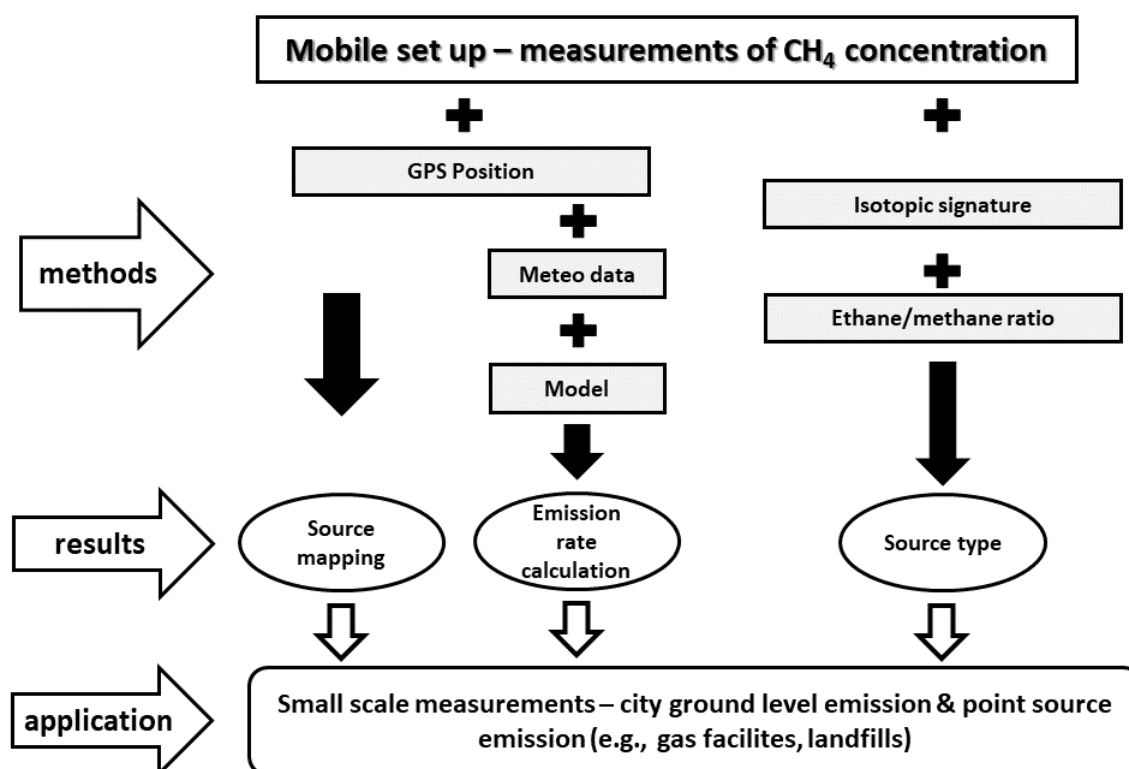 Mobile set up – measurements of CH₄ concentration
GPS Position
Isotopic signature
methods
Meteo data
Ethane/methane ratio
Model
results
Source
mapping
Emission
rate
calculation
Source type
application
Small scale measurements – city ground level emission & point source
emission (e.g., gas facilites, landfills)